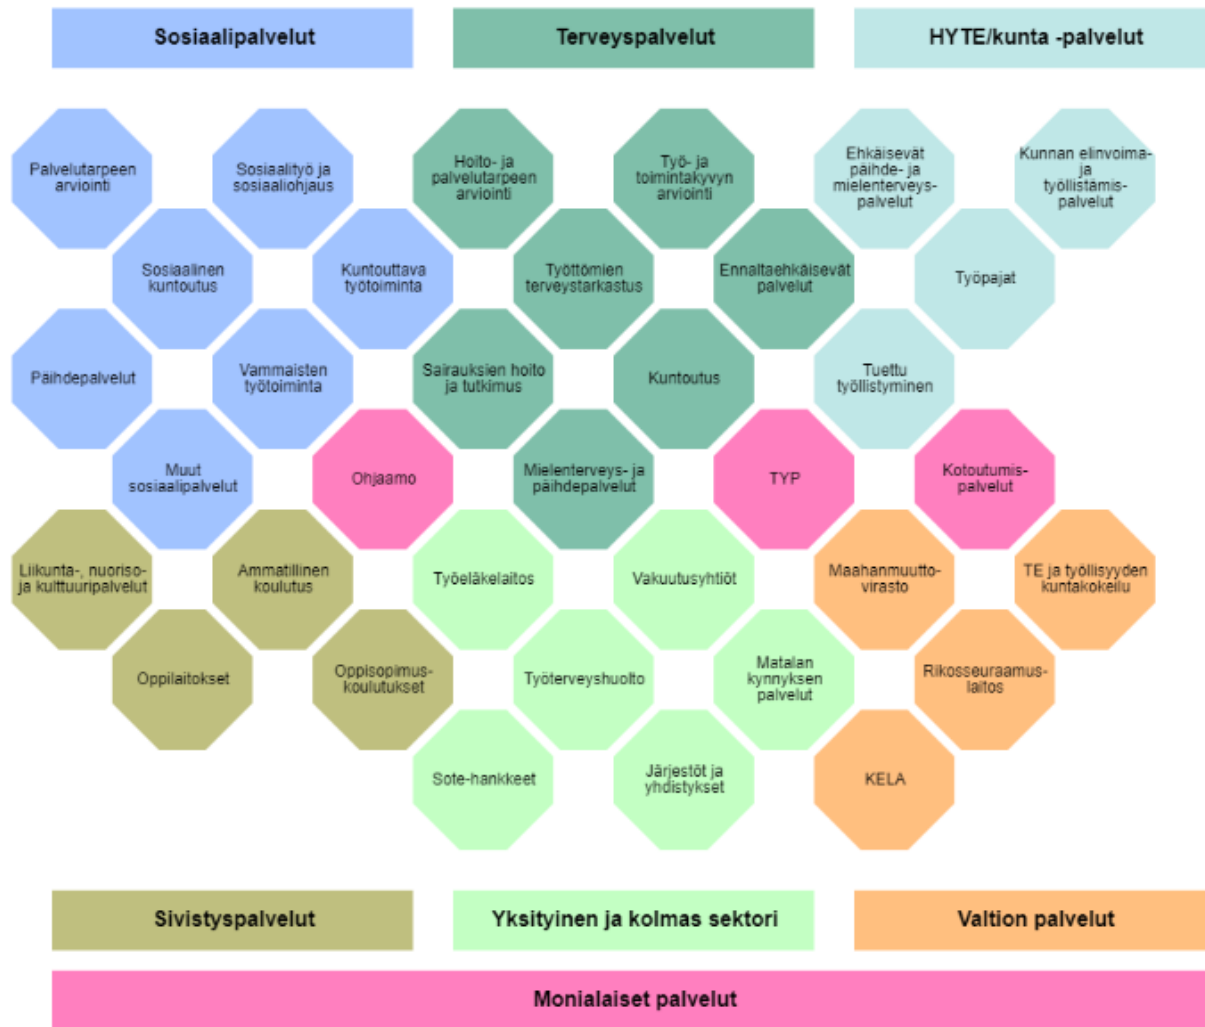 Sosiaalipalvelut
Terveyspalvelut
HYTE/kunta -palvelut
Palvelutarpeen
arviointi
Sosiaalityö ja
sosiaaliohjaus
Hoito- ja
palvelutarpeen
arviointi
Työ- ja
toimintakyvyn
arviointi
Ehkäisevät
päihde- ja
mielenterveys-
palvelut
Kunnan elinvoima-
ja
työllistämis-
palvelut
Sosiaalinen
kuntoutus
Kuntouttava
työtoiminta
Työttömien
terveystarkastus
Ennaltaehkäisevät
palvelut
Työpajat
Päihdepalvelut
Vammaisten
työtoiminta
Sairauksien hoito
ja tutkimus
Kuntoutus
Tuettu
työllistyminen
Muut
sosiaalipalvelut
Ohjaamo
Mielenterveys- ja
päihdepalvelut
TYP
Kotoutumis-
palvelut
Liikunta-, nuoriso-
ja kulttuuripalvelut
Ammatillinen
koulutus
Työeläkelaitos
Vakuutusyhtiöt
Maahanmuutto-
virasto
TE ja työllisyyden
kuntakokeilu
Oppilaitokset
Oppisopimus-
koulutukset
Työterveyshuolto
Matalan
kynnyksen
palvelut
Rikosseuraamus-
laitos
Sote-hankkeet
Järjestöt ja
yhdistykset
KELA
Sivistyspalvelut
Yksityinen ja kolmas sektori
Valtion palvelut
Monialaiset palvelut